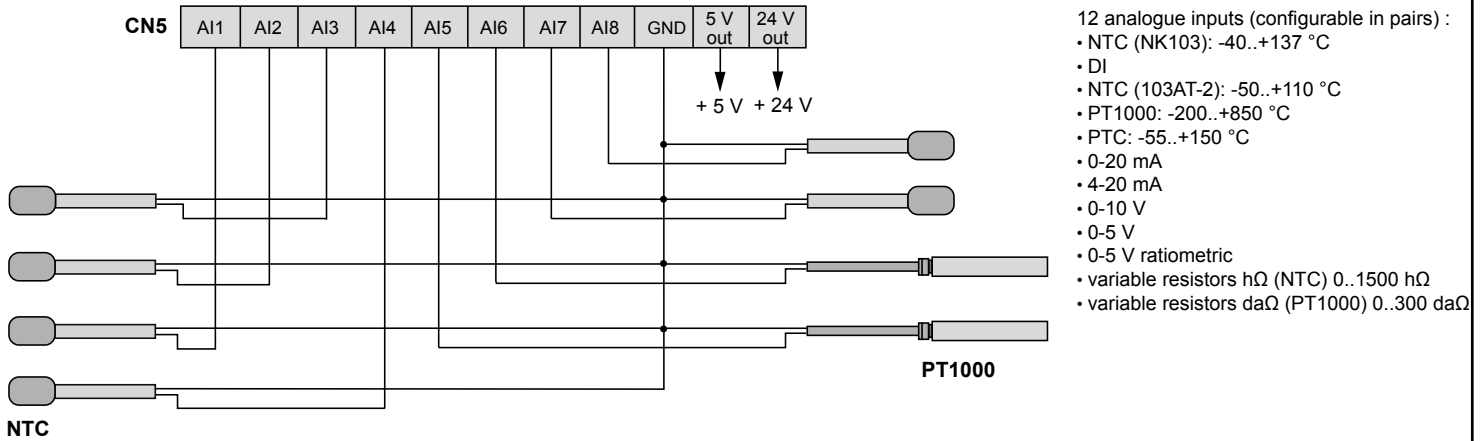 CN5 AI1 AI2 AI3 AI4 AI5 AI6 AI7 AI8 GND 5 V out 24 V out
+ 5 V + 24 V
PT1000
NTC
12 analogue inputs (configurable in pairs) :
• NTC (NK103): -40..+137 °C
• DI
• NTC (103AT-2): -50..+110 °C
• PT1000: -200..+850 °C
• PTC: -55..+150 °C
• 0-20 mA
• 4-20 mA
• 0-10 V
• 0-5 V
• 0-5 V ratiometric
• variable resistors hΩ (NTC) 0..1500 hΩ
• variable resistors daΩ (PT1000) 0..300 daΩ